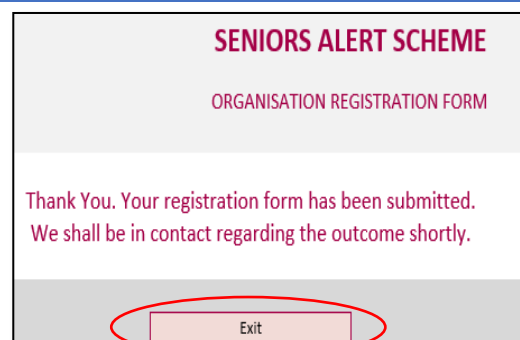 SENIORS ALERT SCHEME
ORGANISATION REGISTRATION FORM
Thank You. Your registration form has been submitted.
We shall be in contact regarding the outcome shortly.
Exit